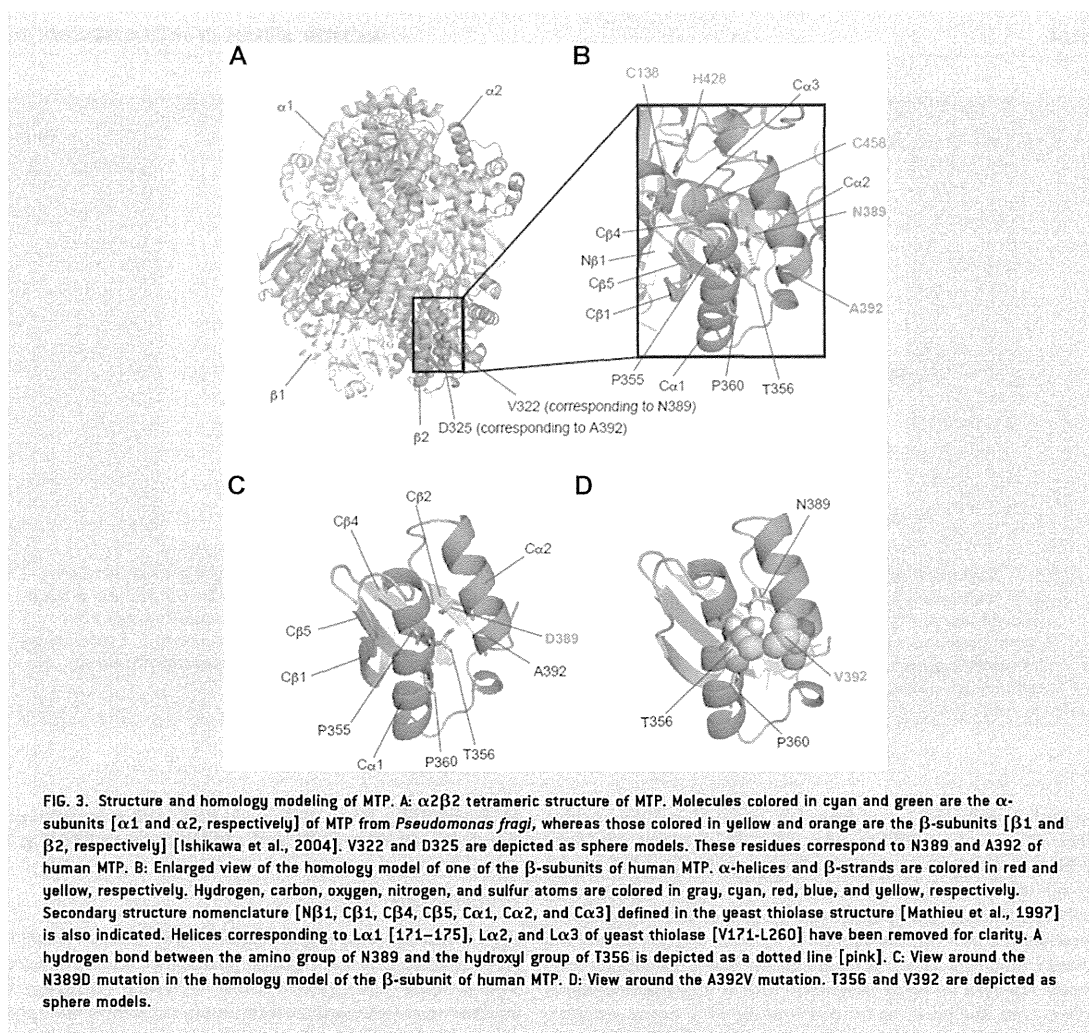 A
B
C138
H428
Cα3
α1
α2
C458
Cα2
N389
Cβ4
Nβ1
Cβ5
Cβ1
A392
P355
Cα1
P360
T356
β1
V322 (corresponding to N389)
D325 (corresponding to A392)
β2
C
D
Cβ2
N389
Cβ4
Cα2
Cβ5
D389
A392
Cβ1
V392
P355
T356
Cα1
P360
T356
P360
FIG. 3. Structure and homology modeling of MTP. A: α2β2 tetrameric structure of MTP. Molecules colored in cyan and green are the α-
subunits [α1 and α2, respectively] of MTP from Pseudomonas fragi, whereas those colored in yellow and orange are the β-subunits [β1 and
β2, respectively] [Ishikawa et al., 2004]. V322 and D325 are depicted as sphere models. These residues correspond to N389 and A392 of
human MTP. B: Enlarged view of the homology model of one of the β-subunits of human MTP. α-helices and β-strands are colored in red and
yellow, respectively. Hydrogen, carbon, oxygen, nitrogen, and sulfur atoms are colored in gray, cyan, red, blue, and yellow, respectively.
Secondary structure nomenclature [Nβ1, Cβ1, Cβ4, Cβ5, Cα1, Cα2, and Cα3] defined in the yeast thiolase structure [Mathieu et al., 1997]
is also indicated. Helices corresponding to Lα1 [171–175], Lα2, and Lα3 of yeast thiolase [V171-L260] have been removed for clarity. A
hydrogen bond between the amino group of N389 and the hydroxyl group of T356 is depicted as a dotted line [pink]. C: View around the
N389D mutation in the homology model of the β-subunit of human MTP. D: View around the A392V mutation. T356 and V392 are depicted as
sphere models.